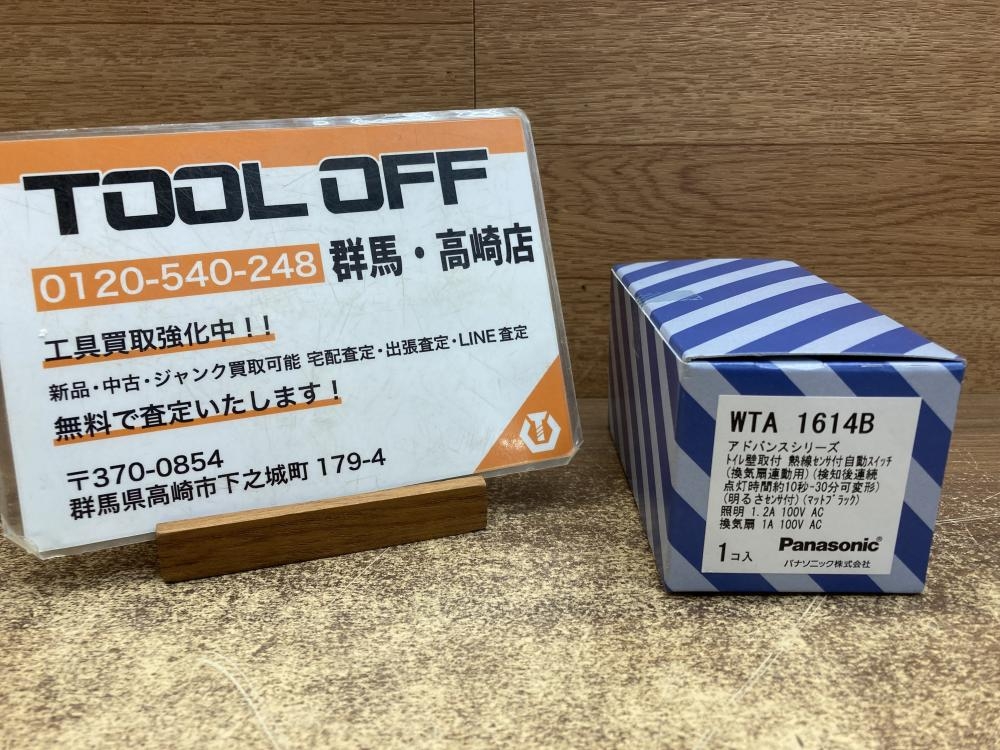 TOOL OFF
0120-540-248 群馬・高崎店
工具買取強化中！！
新品・中古・ジャンク買取可能 宅配査定・出張査定・LINE査定
無料で査定いたします！
〒370-0854
群馬県高崎市下之城町 179-4
WTA 1614B
アドバンスシリーズ
トイレ壁取付 熱線センサ付自動スイッチ
(換気扇連動用)(検知後連続
点灯時間約10秒-30分可変形)
(明るさセンサ付)(マットブラック)
照明 1.2A 100V AC
換気扇 1A 100V AC
1コ入
Panasonic®
パナソニック株式会社